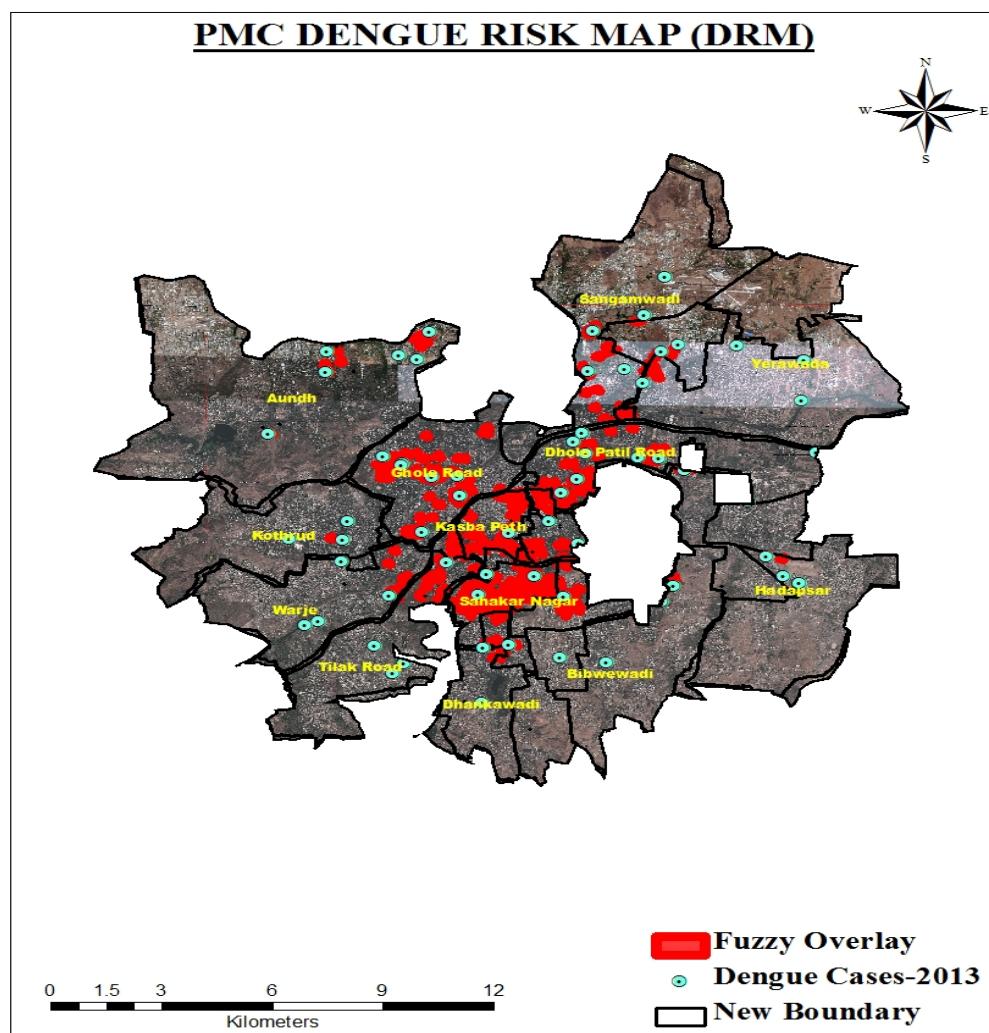 PMC DENGUE RISK MAP (DRM)
N
W
E
S
Sangamwadi
Yerawada
Aundh
Dhole Patil Road
Ghole Road
Kasba Peth
Kothrud
Hadapsar
Sanakar Nagar
Warje
Tilak Road
Bibwewadi
Dhankawadi
Fuzzy Overlay
Dengue Cases-2013
New Boundary
0 1.5 3 6 9 12
Kilometers